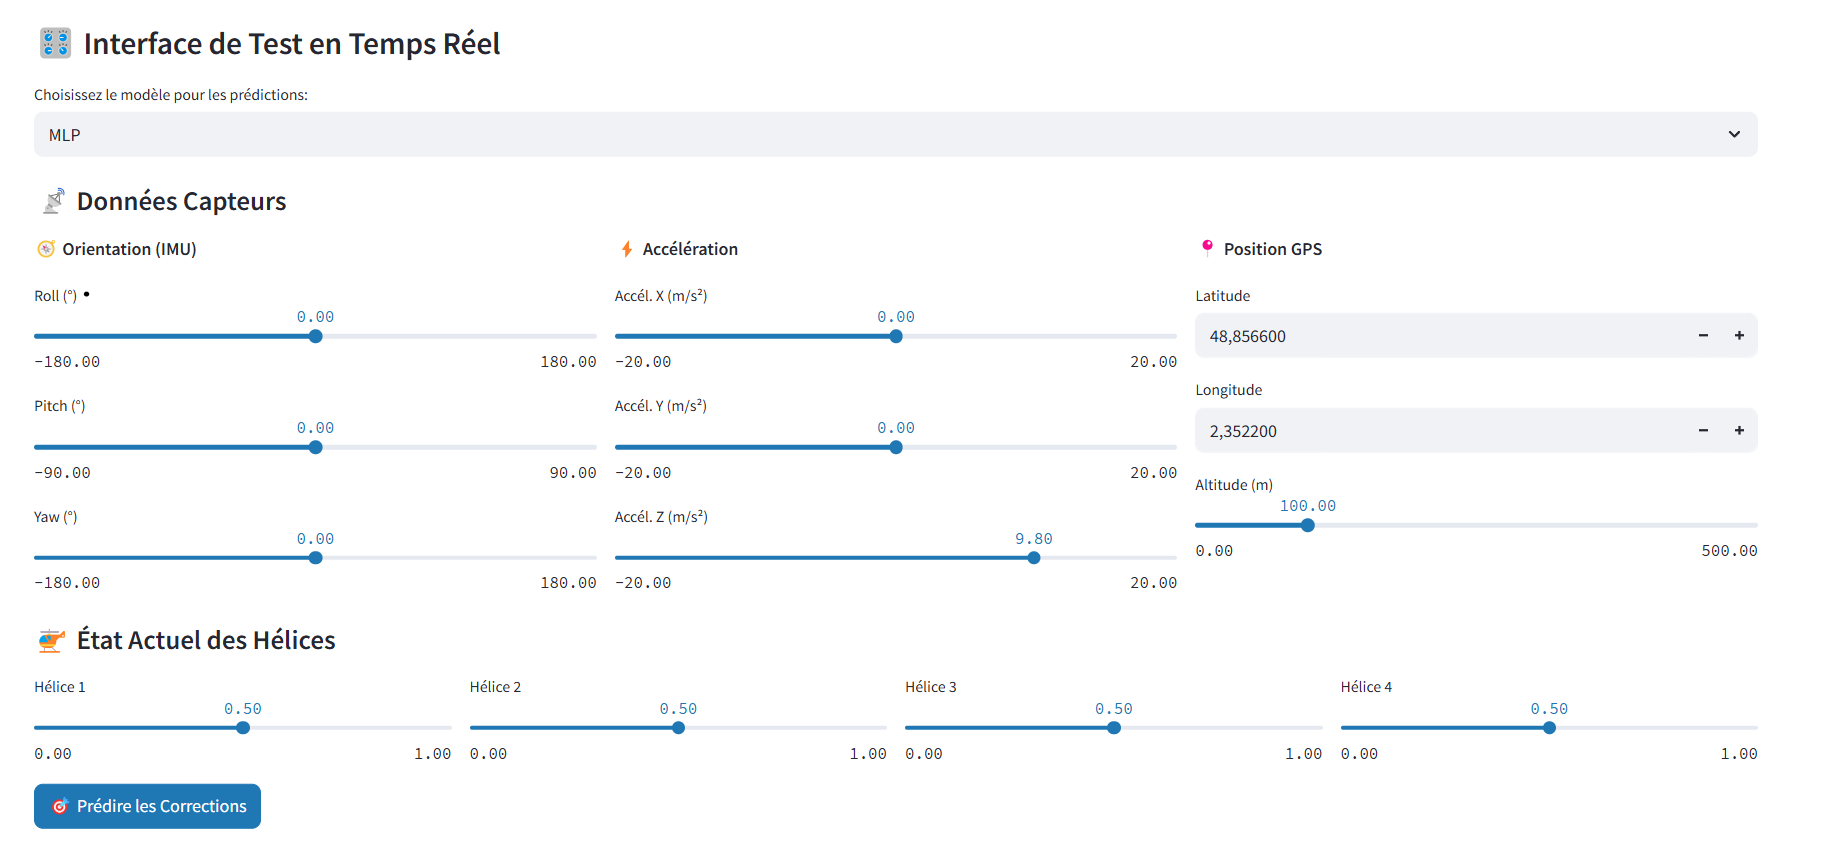 Interface de Test en Temps Réel
Choisissez le modèle pour les prédictions:
MLP
Données Capteurs
Orientation (IMU)
Roll (°)
0.00
-180.00 180.00
Pitch (°)
0.00
-90.00 90.00
Yaw (°)
0.00
-180.00 180.00
Accélération
Accél. X (m/s²)
0.00
-20.00 20.00
Accél. Y (m/s²)
0.00
-20.00 20.00
Accél. Z (m/s²)
9.80
-20.00 20.00
Position GPS
Latitude
48,856600
Longitude
2,352200
Altitude (m)
100.00
0.00 500.00
État Actuel des Hélices
Hélice 1
0.50
0.00 1.00
Hélice 2
0.50
0.00 1.00
Hélice 3
0.50
0.00 1.00
Hélice 4
0.50
0.00 1.00
Prédire les Corrections